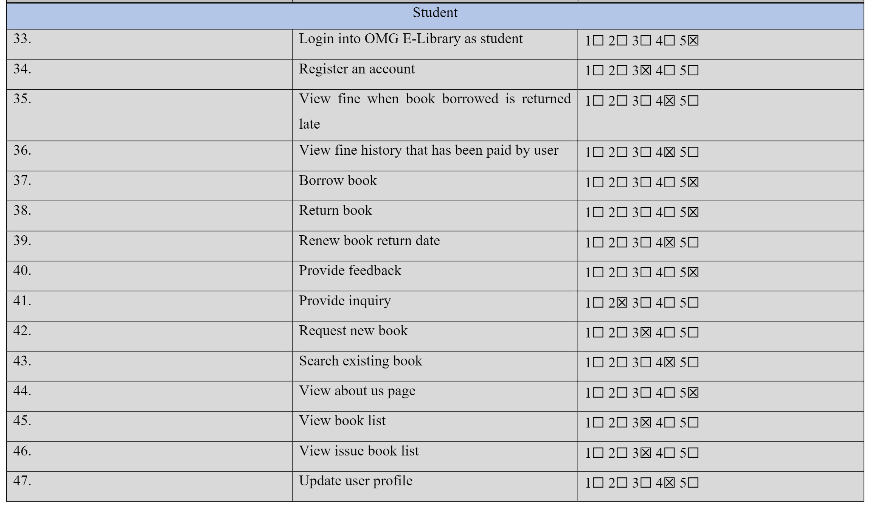 Student
33. Login into OMG E-Library as student 1☐ 2☐ 3☐ 4☐ 5☒
34. Register an account 1☐ 2☐ 3☒ 4☐ 5☐
35. View fine when book borrowed is returned 1☐ 2☐ 3☐ 4☒ 5☐
late
36. View fine history that has been paid by user 1☐ 2☐ 3☐ 4☒ 5☐
37. Borrow book 1☐ 2☐ 3☐ 4☐ 5☒
38. Return book 1☐ 2☐ 3☐ 4☐ 5☒
39. Renew book return date 1☐ 2☐ 3☐ 4☒ 5☐
40. Provide feedback 1☐ 2☐ 3☐ 4☐ 5☒
41. Provide inquiry 1☐ 2☒ 3☐ 4☐ 5☐
42. Request new book 1☐ 2☐ 3☒ 4☐ 5☐
43. Search existing book 1☐ 2☐ 3☐ 4☒ 5☐
44. View about us page 1☐ 2☐ 3☐ 4☐ 5☒
45. View book list 1☐ 2☐ 3☒ 4☐ 5☐
46. View issue book list 1☐ 2☐ 3☒ 4☐ 5☐
47. Update user profile 1☐ 2☐ 3☐ 4☒ 5☐